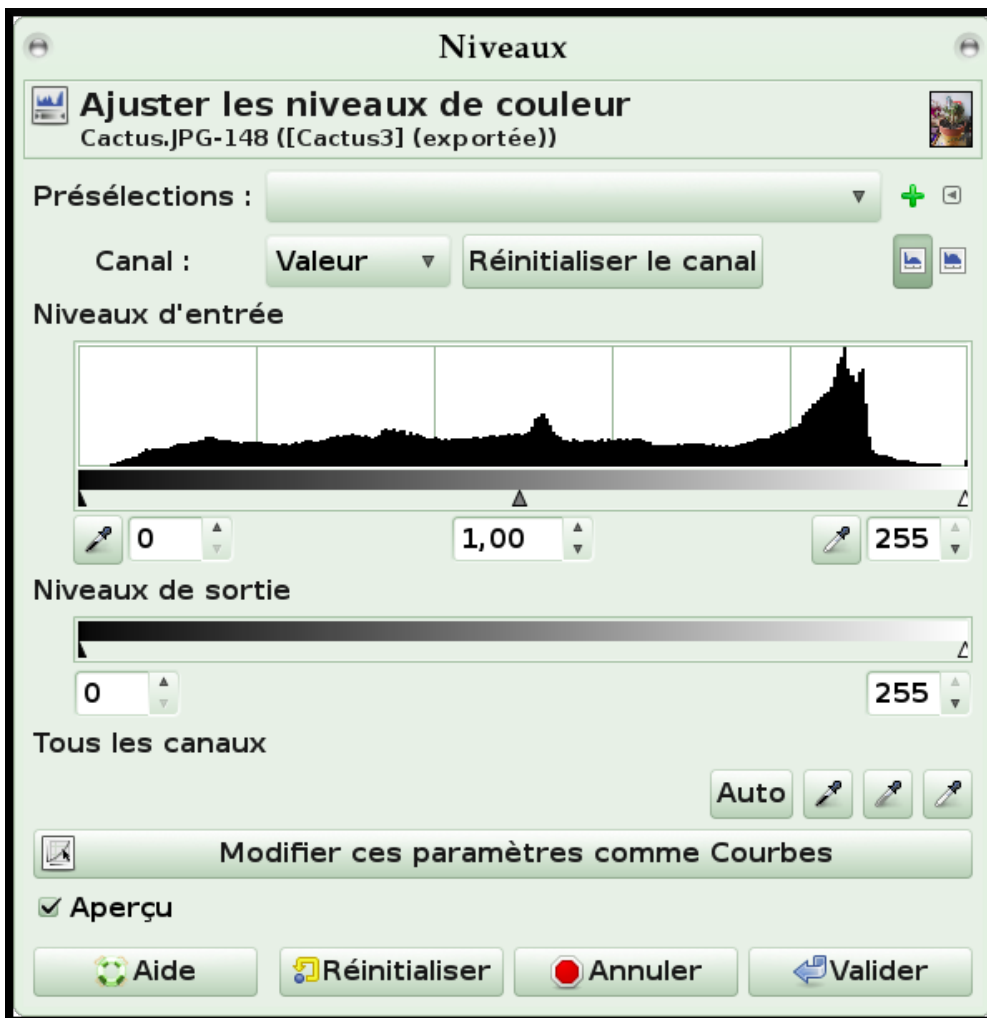 Niveaux
Ajuster les niveaux de couleur
Cactus.JPG-148 ([Cactus3] (exportée))
Présélections :
Canal : Valeur Réinitialiser le canal
Niveaux d'entrée
0 1,00 255
Niveaux de sortie
0 255
Tous les canaux
Auto
Modifier ces paramètres comme Courbes
Aperçu
Aide Réinitialiser Annuler Valider